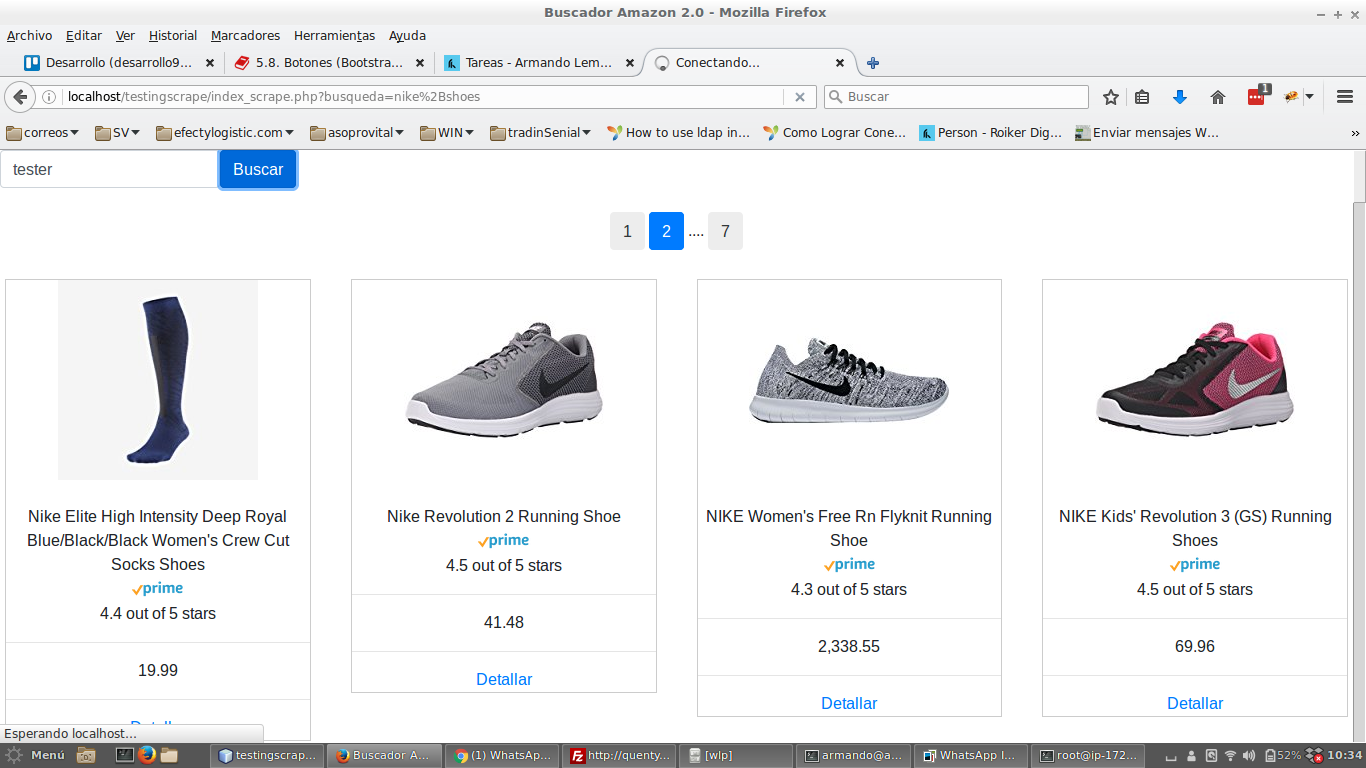 Buscador Amazon 2.0 - Mozilla Firefox
Archivo Editar Ver Historial Marcadores Herramientas Ayuda
Desarrollo (desarrollo9... 5.8. Botones (Bootstra... Tareas - Armando Lem... Conectando...
localhost/testingscrape/index_scrape.php?busqueda=nike%2Bshoes Buscar 1
correos SV efectylogistic.com asoprovital WIN tradinSenial How to use ldap in... Como Lograr Cone... Person - Roiker Dig... Enviar mensajes W... »
tester Buscar
1 2 .... 7
Nike Elite High Intensity Deep Royal
Blue/Black/Black Women's Crew Cut
Socks Shoes
prime
4.4 out of 5 stars
19.99
Nike Revolution 2 Running Shoe
prime
4.5 out of 5 stars
41.48
Detallar
NIKE Women's Free Rn Flyknit Running
Shoe
prime
4.3 out of 5 stars
2,338.55
Detallar
NIKE Kids' Revolution 3 (GS) Running
Shoes
prime
4.5 out of 5 stars
69.96
Detallar
Esperando localhost...
Menú testingscrap... Buscador A... (1) WhatsAp... http://quenty... [wlp] armando@a... WhatsApp I... root@ip-172... 52% 10:34